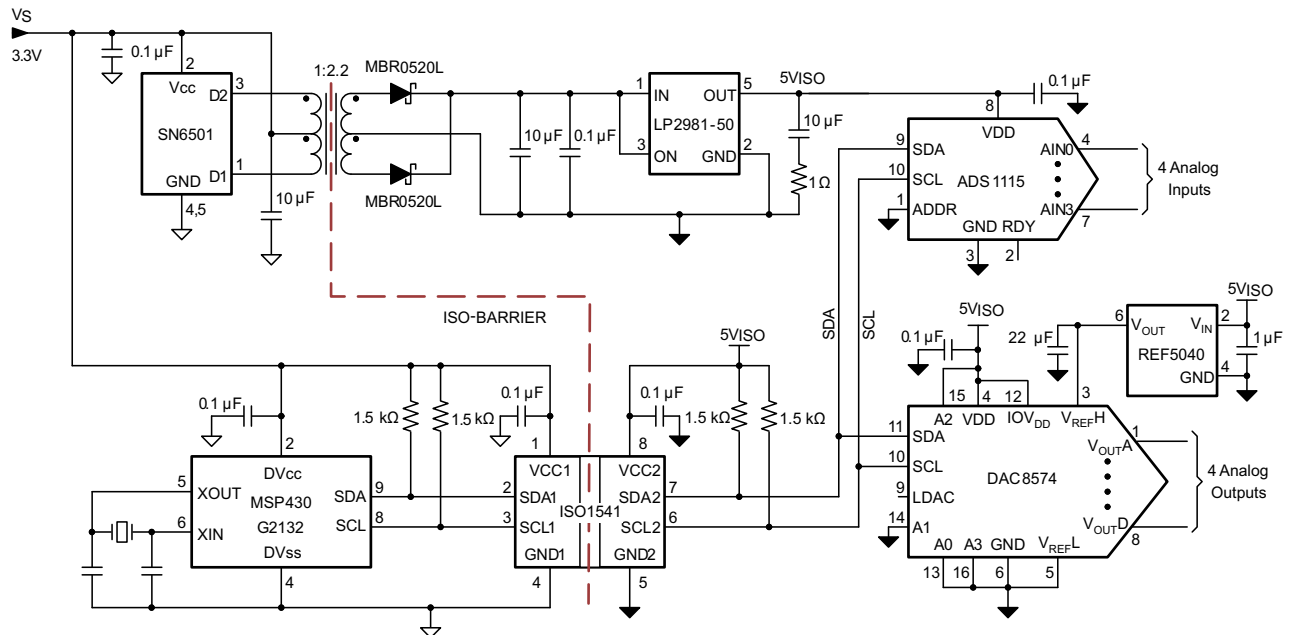 VS
3.3V
0.1 µF
2
Vcc
D2
3
SN6501
GND
D1
1
4,5
10 µF
1:2.2
MBR0520L
MBR0520L
10 µF
0.1 µF
1
IN
OUT
5
LP2981-50
3
ON
GND
2
5VISO
10 µF
1 Ω
0.1 µF
8
VDD
9
SDA
AIN0
4
10
SCL
ADS1115
1
ADDR
AIN3
7
GND
RDY
3
2
4 Analog
Inputs
ISO-BARRIER
SDA
SCL
0.1 µF
2
DVcc
5
XOUT
MSP430
G2132
SDA
9
6
XIN
SCL
8
DVss
4
1.5 kΩ
1.5 kΩ
0.1 µF
1
VCC1
2
SDA1
3
SCL1
GND1
4
ISO1541
5VISO
0.1 µF
8
VCC2
SDA2
7
SCL2
6
GND2
5
1.5 kΩ
1.5 kΩ
5VISO
0.1 µF
15
4
12
3
A2
VDD
IOVDD
VREFH
11
SDA
VOUTA
1
10
SCL
DAC8574
9
LDAC
14
A1
VOUTD
8
A0
A3
GND
VREFL
13
16
6
5
4 Analog
Outputs
22
µF
6
VOUT
VIN
2
REF5040
GND
4
5VISO
1 µF